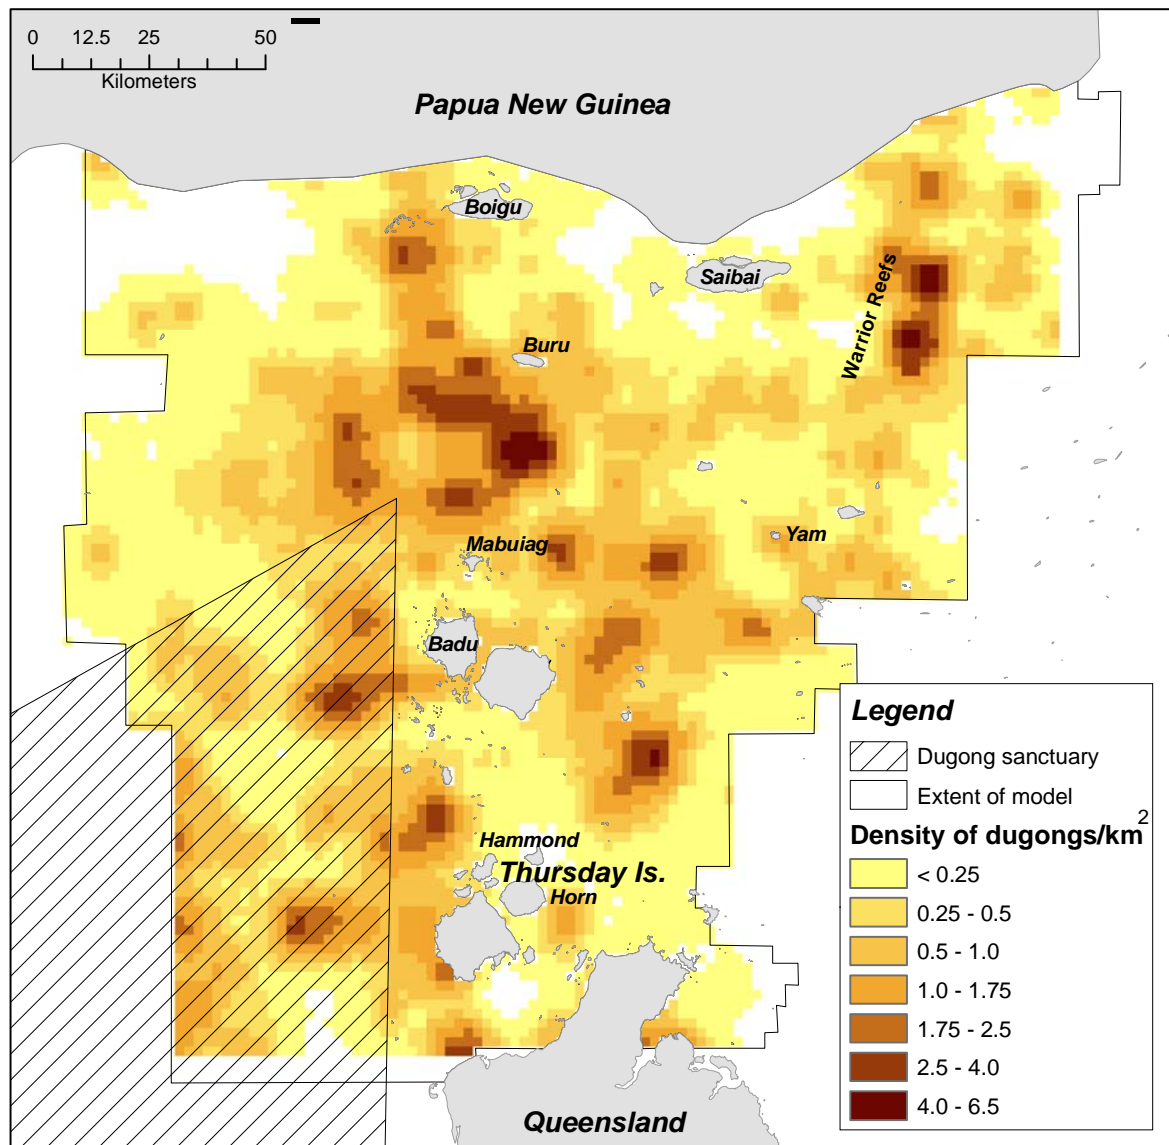 0 12.5 25 50
Kilometers
Papua New Guinea
Boigu
Saibai
Warrior Reefs
Buru
Mabuiag
Yam
Badu
Hammond
Thursday Is.
Horn
Queensland
Legend
Dugong sanctuary
Extent of model
Density of dugongs/km2
< 0.25
0.25 - 0.5
0.5 - 1.0
1.0 - 1.75
1.75 - 2.5
2.5 - 4.0
4.0 - 6.5